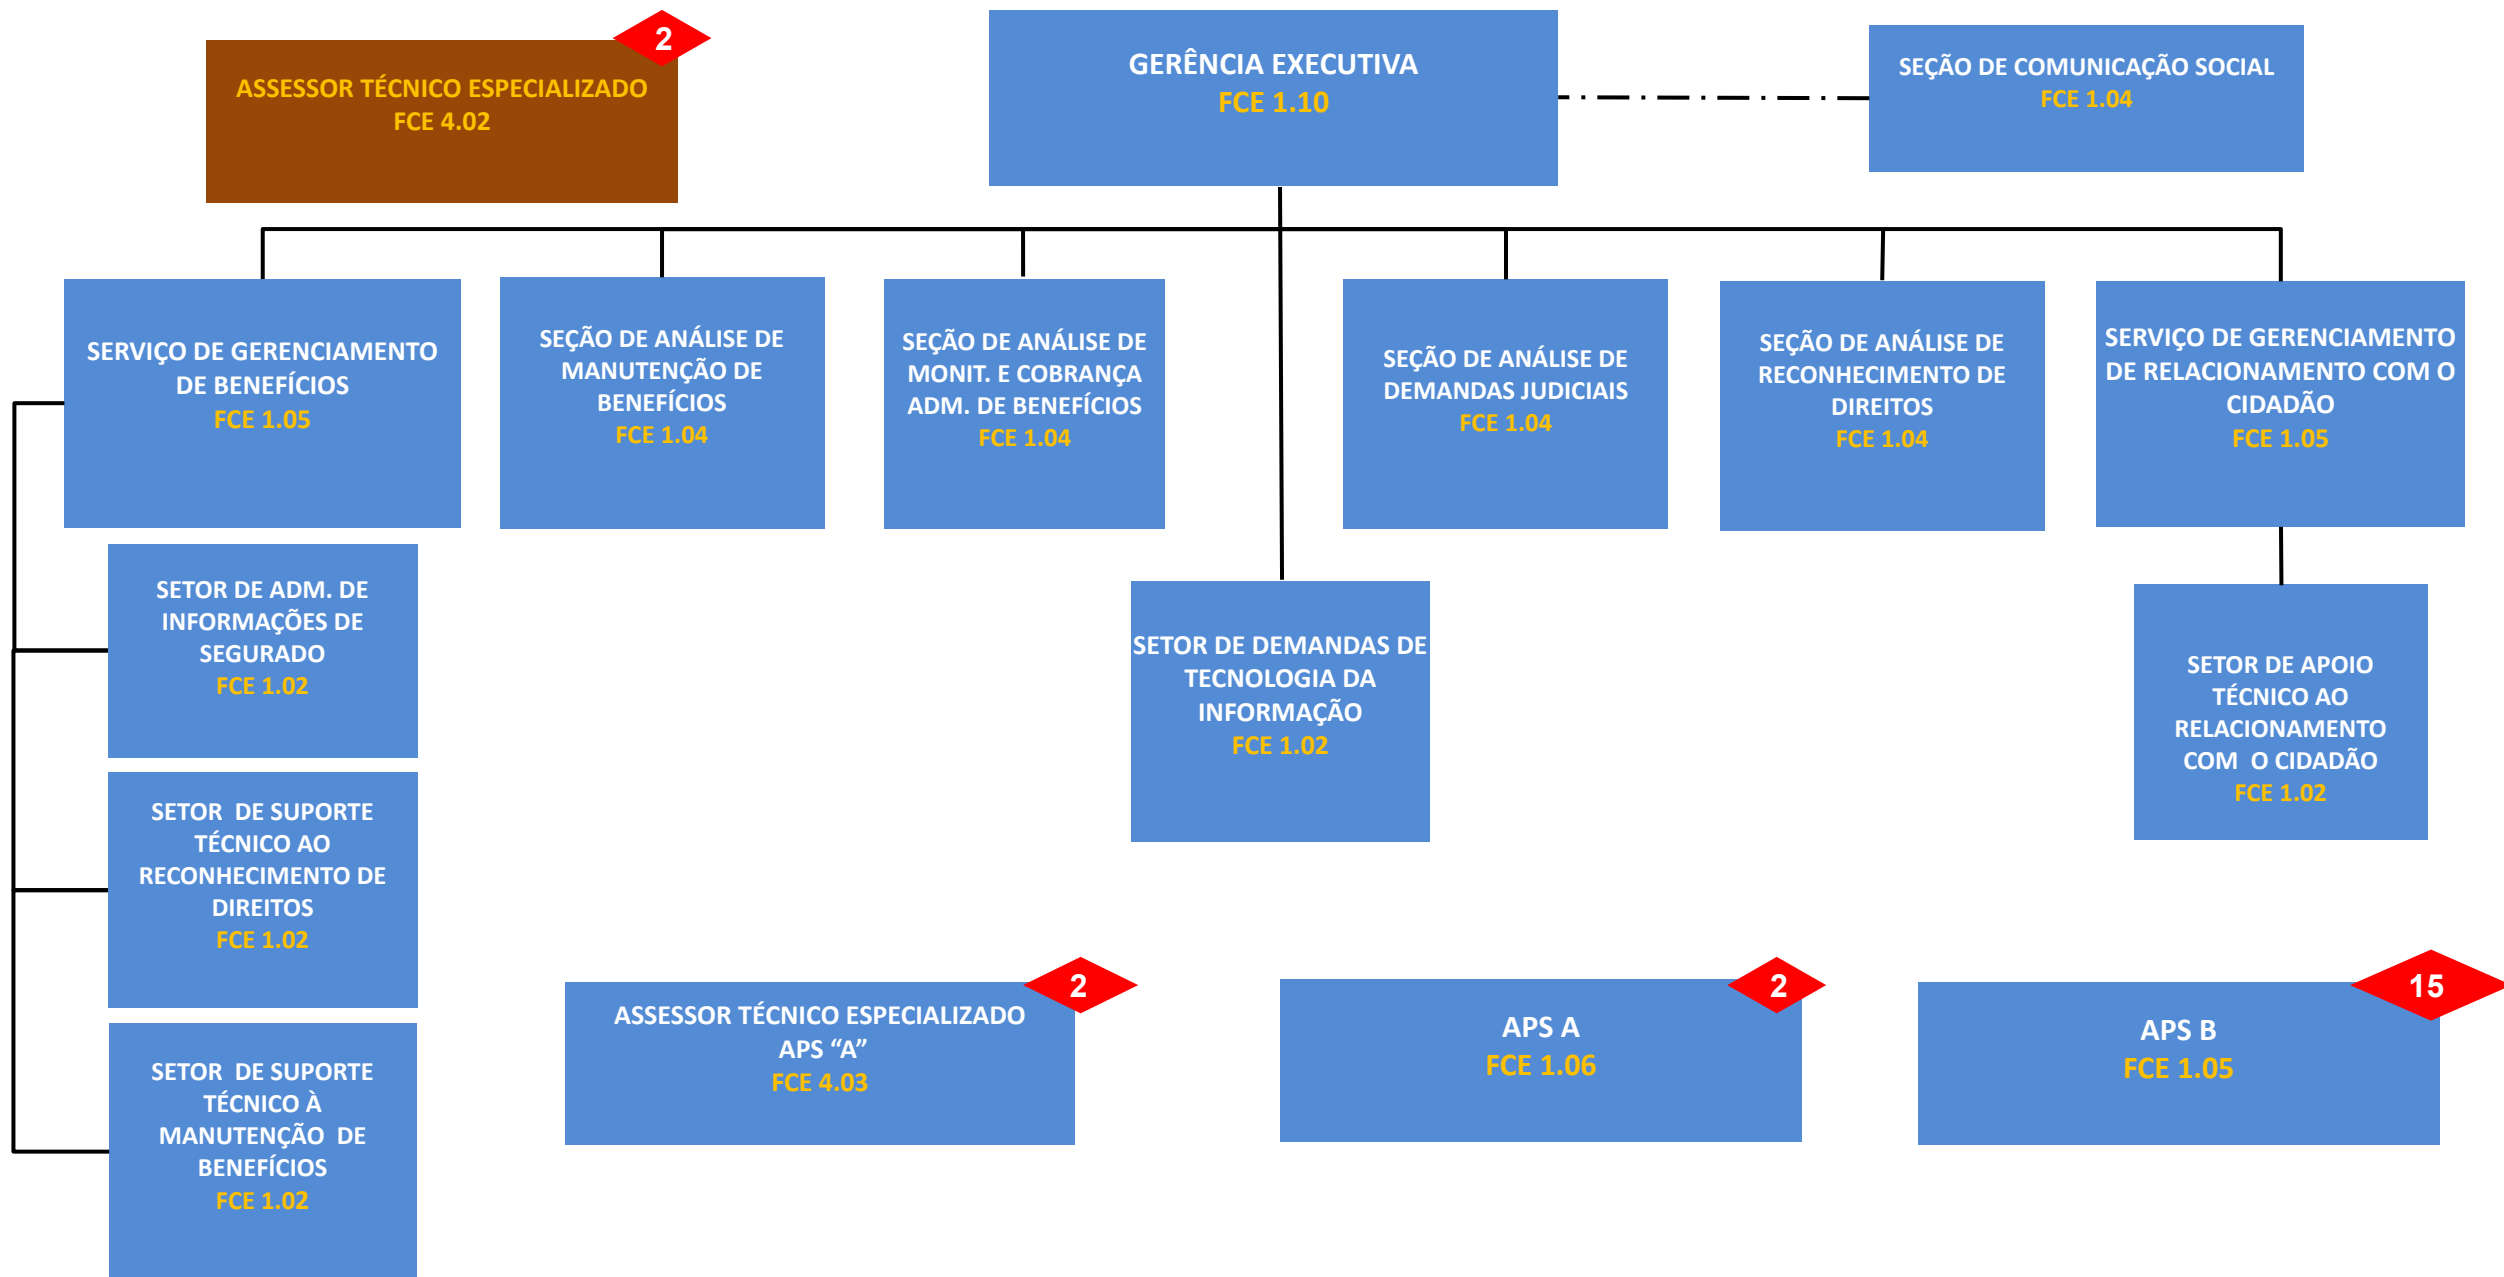 2
ASSESSOR TÉCNICO ESPECIALIZADO
FCE 4.02
GERÊNCIA EXECUTIVA
FCE 1.10
SEÇÃO DE COMUNICAÇÃO SOCIAL
FCE 1.04
SERVIÇO DE GERENCIAMENTO
DE BENEFÍCIOS
FCE 1.05
SEÇÃO DE ANÁLISE DE
MANUTENÇÃO DE
BENEFÍCIOS
FCE 1.04
SEÇÃO DE ANÁLISE DE
MONIT. E COBRANÇA
ADM. DE BENEFÍCIOS
FCE 1.04
SEÇÃO DE ANÁLISE DE
DEMANDAS JUDICIAIS
FCE 1.04
SEÇÃO DE ANÁLISE DE
RECONHECIMENTO DE
DIREITOS
FCE 1.04
SERVIÇO DE GERENCIAMENTO
DE RELACIONAMENTO COM O
CIDADÃO
FCE 1.05
SETOR DE ADM. DE
INFORMAÇÕES DE
SEGURADO
FCE 1.02
SETOR DE DEMANDAS DE
TECNOLOGIA DA
INFORMAÇÃO
FCE 1.02
SETOR DE APOIO
TÉCNICO AO
RELACIONAMENTO
COM O CIDADÃO
FCE 1.02
SETOR DE SUPORTE
TÉCNICO AO
RECONHECIMENTO DE
DIREITOS
FCE 1.02
SETOR DE SUPORTE
TÉCNICO À
MANUTENÇÃO DE
BENEFÍCIOS
FCE 1.02
2
ASSESSOR TÉCNICO ESPECIALIZADO
APS “A”
FCE 4.03
2
APS A
FCE 1.06
15
APS B
FCE 1.05